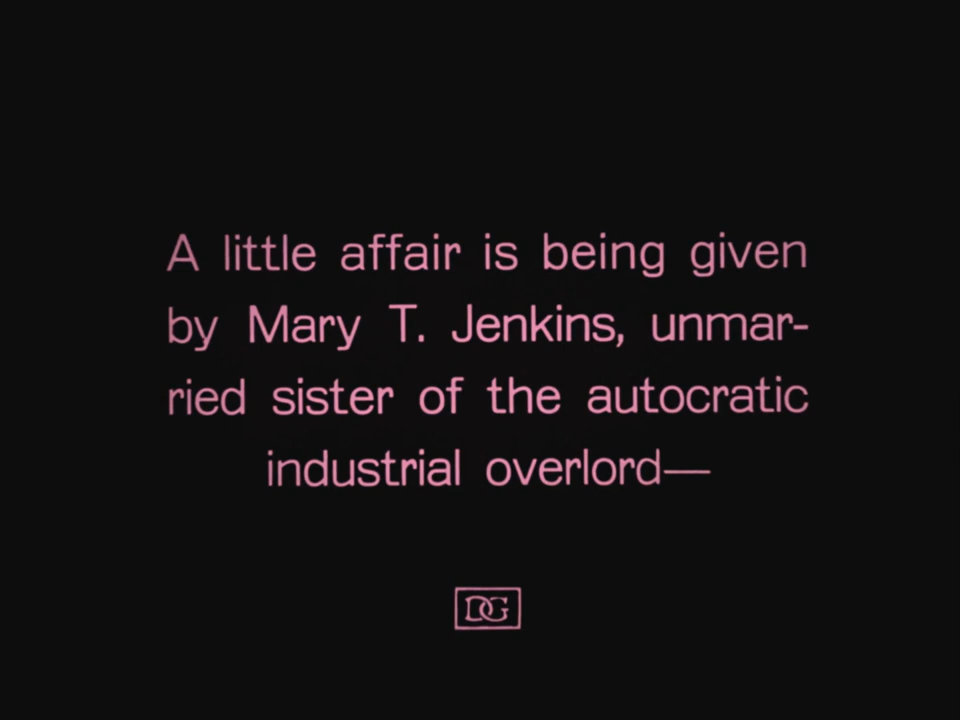 A little affair is being given
by Mary T. Jenkins, unmar-
ried sister of the autocratic
industrial overlord—
DG